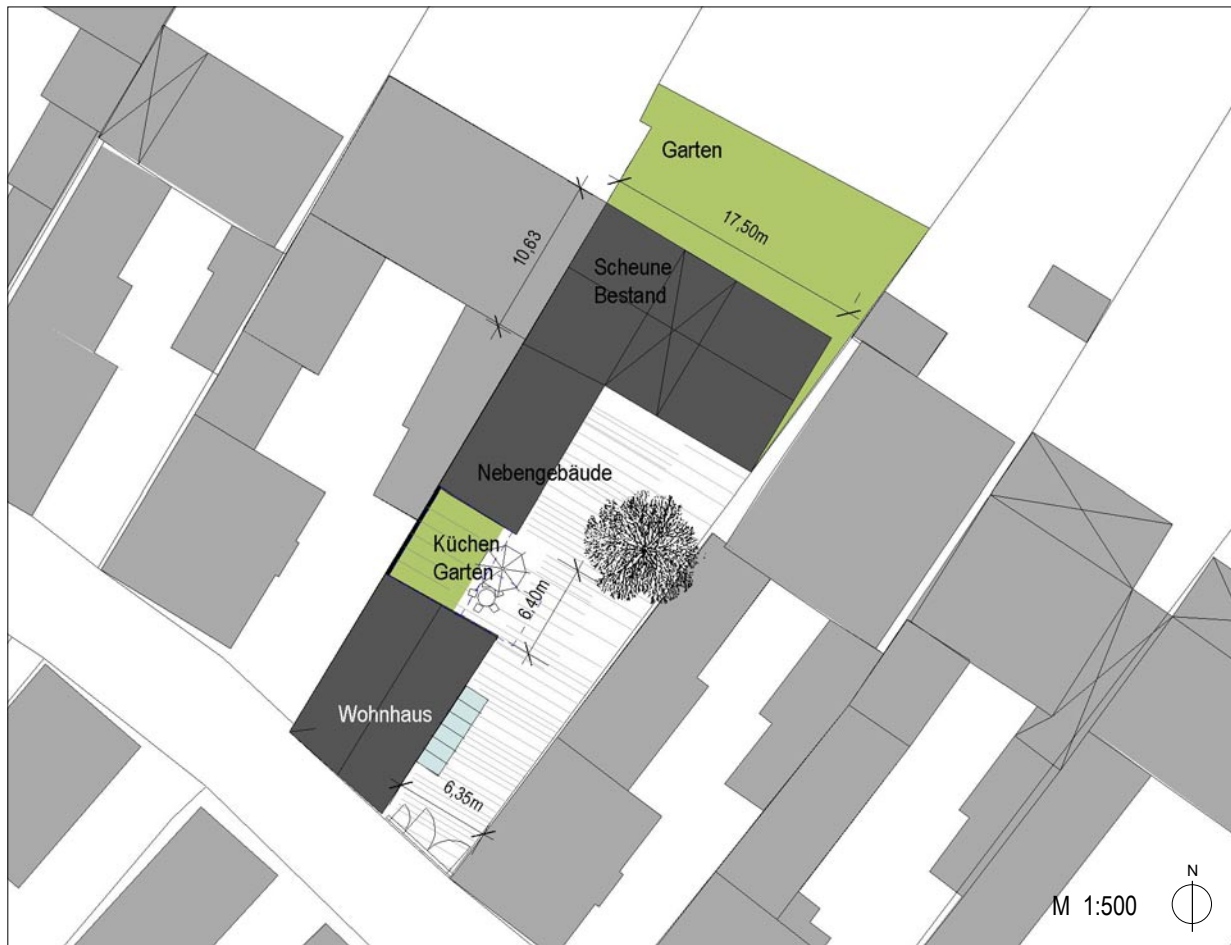 Garten
17,50m
10,63
Scheune
Bestand
Nebengebäude
Küchen
Garten
6,40m
Wohnhaus
6,35m
N
M 1:500